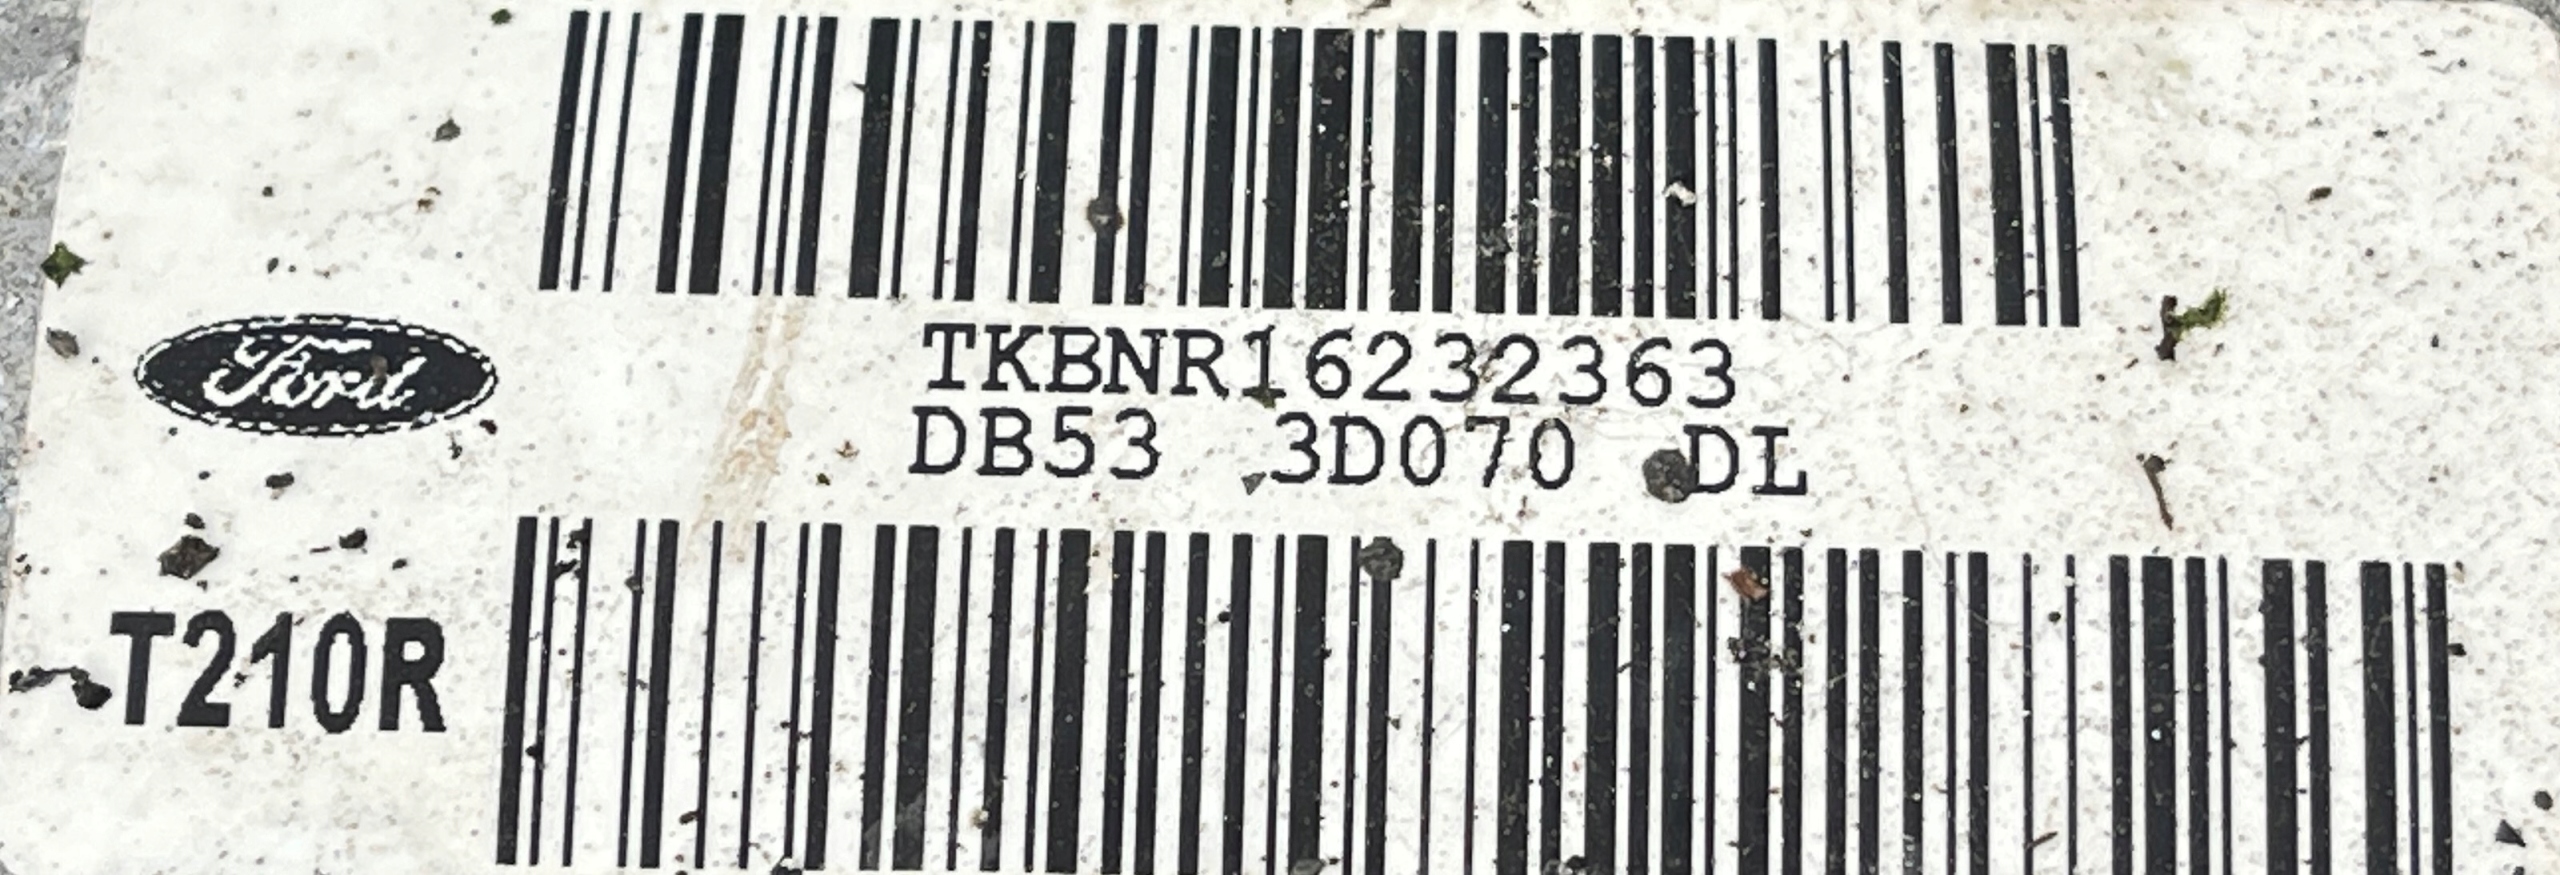 TKBNR16232363
Ford
DB53 3D070 DL
T210R